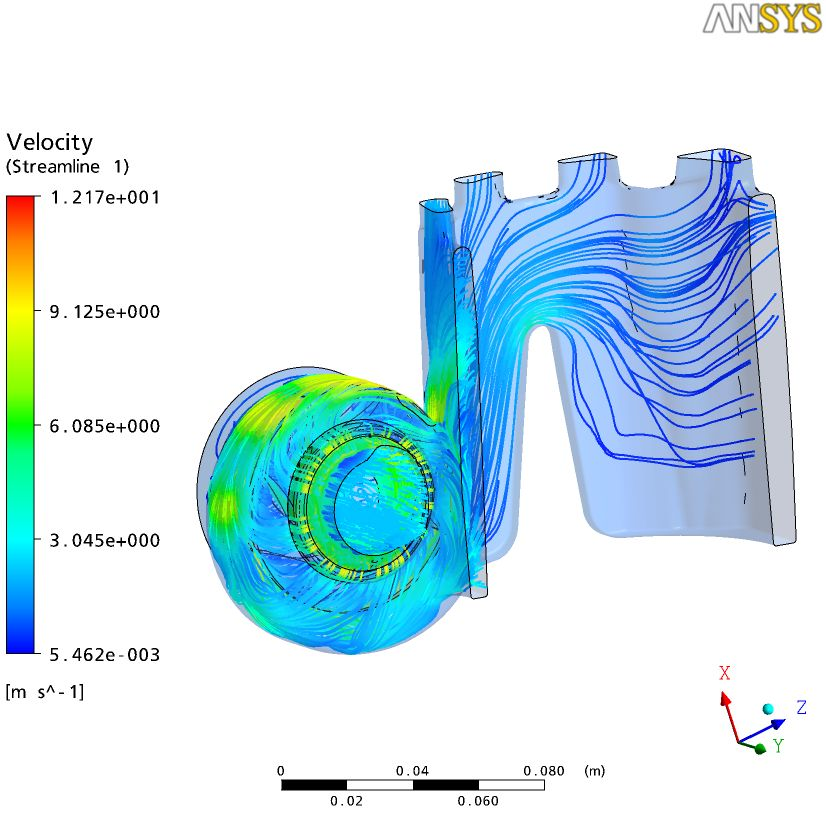 ANSYS
Velocity
(Streamline 1)
1.217e+001
9.125e+000
6.085e+000
3.045e+000
5.462e-003
[m s^-1]
X
Z
Y
0 0.04 0.080 (m)
0.02 0.060